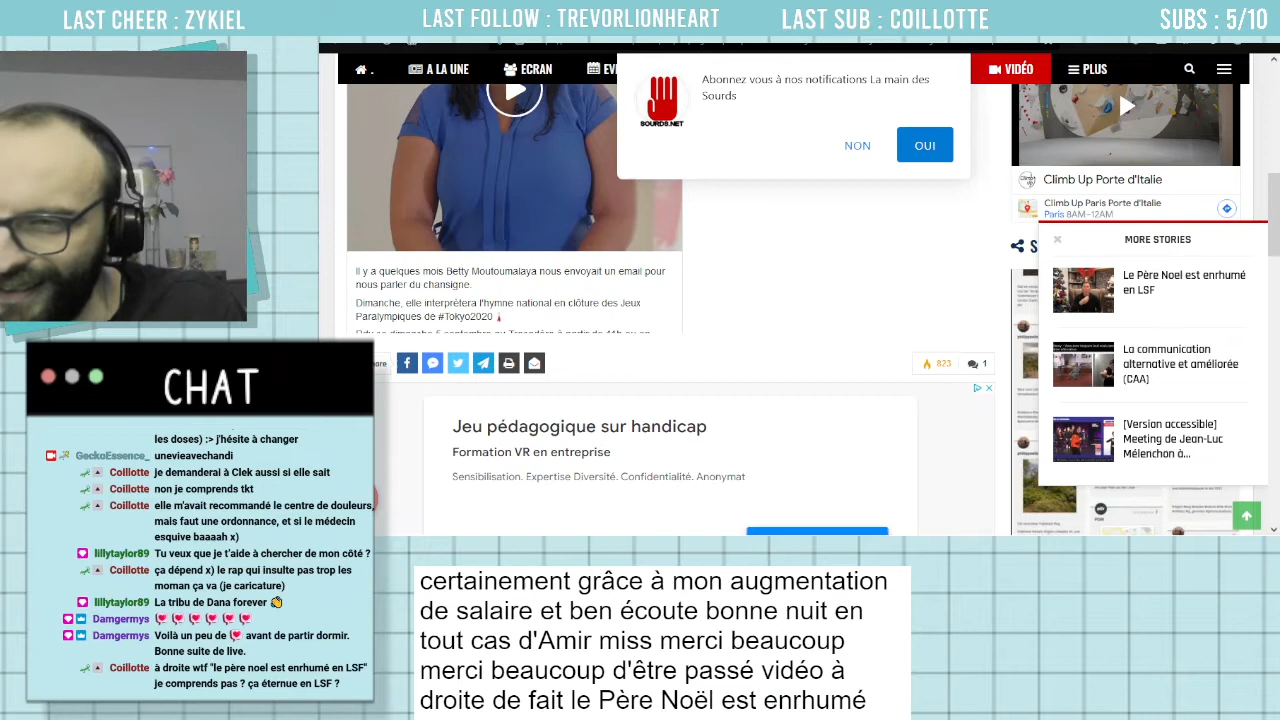 LAST CHEER : ZYKIEL
LAST FOLLOW : TREVORLIONHEART
LAST SUB : COILLOTTE
SUBS : 5/10
.
A LA UNE
ECRAN
VIDÉO
PLUS
SOURDS.NET
Abonnez vous à nos notifications La main des
Sourds
NON
OUI
Il y a quelques mois Betty Moutoumalaya nous envoyait un email pour
nous parler du chansigne.
Dimanche, elle interprètera l'hymne national en clôture des Jeux
Paralympiques de #Tokyo2020
823
1
Jeu pédagogique sur handicap
Formation VR en entreprise
Sensibilisation. Expertise Diversité. Confidentialité. Anonymat
Climb Up Porte d'Italie
Climb Up Paris Porte d'Italie
Paris 8AM–12AM
MORE STORIES
Le Père Noel est enrhumé
en LSF
La communication
alternative et améliorée
(CAA)
[Version accessible]
Meeting de Jean-Luc
Mélenchon à...
CHAT
les doses) :> j'hésite à changer
GeckoEssence_ unevieavechandi
Coillotte je demanderai à Clek aussi si elle sait
Coillotte non je comprends tkt
Coillotte elle m'avait recommandé le centre de douleurs,
mais faut une ordonnance, et si le médecin
esquive baaaah x)
lillytaylor89 Tu veux que je t'aide à chercher de mon côté ?
Coillotte ça dépend x) le rap qui insulte pas trop les
moman ça va (je caricature)
lillytaylor89 La tribu de Dana forever 👏
Damgermys
Damgermys Voilà un peu de avant de partir dormir.
Bonne suite de live.
Coillotte à droite wtf "le père noel est enrhumé en LSF"
je comprends pas ? ça éternue en LSF ?
certainement grâce à mon augmentation
de salaire et ben écoute bonne nuit en
tout cas d'Amir miss merci beaucoup
merci beaucoup d'être passé vidéo à
droite de fait le Père Noël est enrhumé